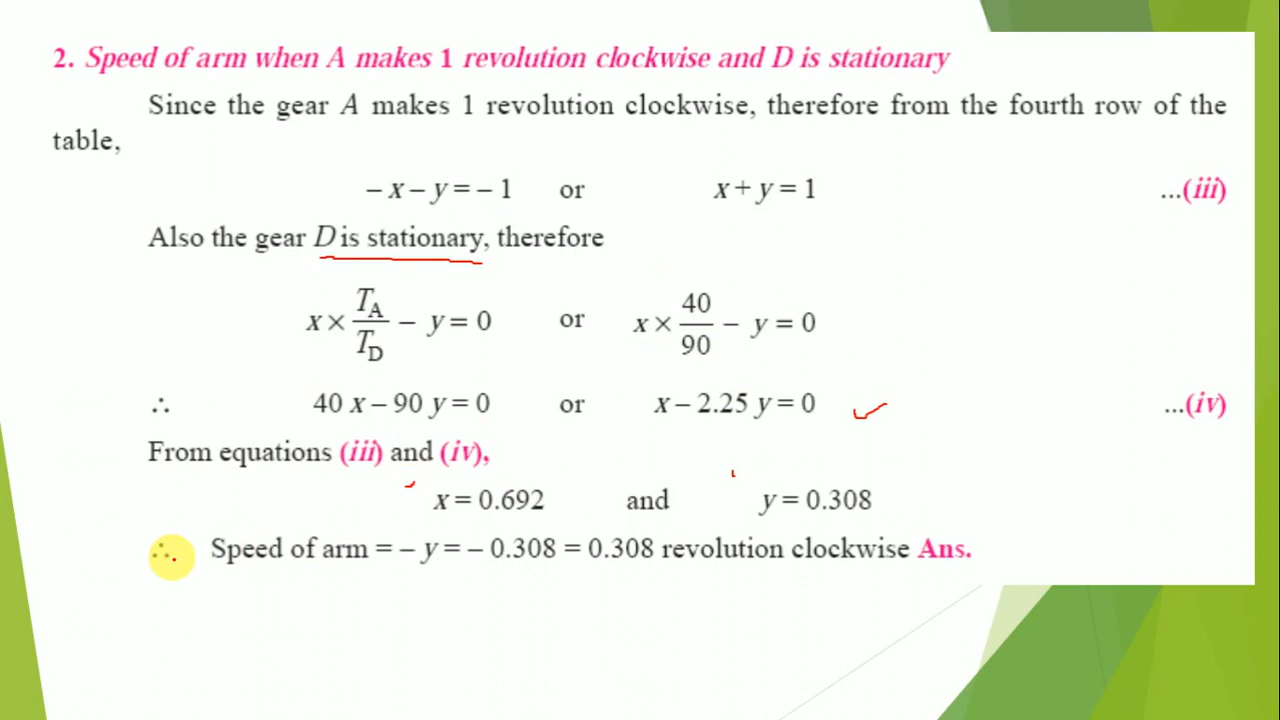 2. Speed of arm when A makes 1 revolution clockwise and D is stationary
Since the gear A makes 1 revolution clockwise, therefore from the fourth row of the
table,
– x – y = – 1 or x + y = 1 ...(iii)
Also the gear D is stationary, therefore
x × T_A/T_D – y = 0 or x × 40/90 – y = 0
∴ 40 x – 90 y = 0 or x – 2.25 y = 0 ...(iv)
From equations (iii) and (iv),
x = 0.692 and y = 0.308
∴ Speed of arm = – y = – 0.308 = 0.308 revolution clockwise Ans.